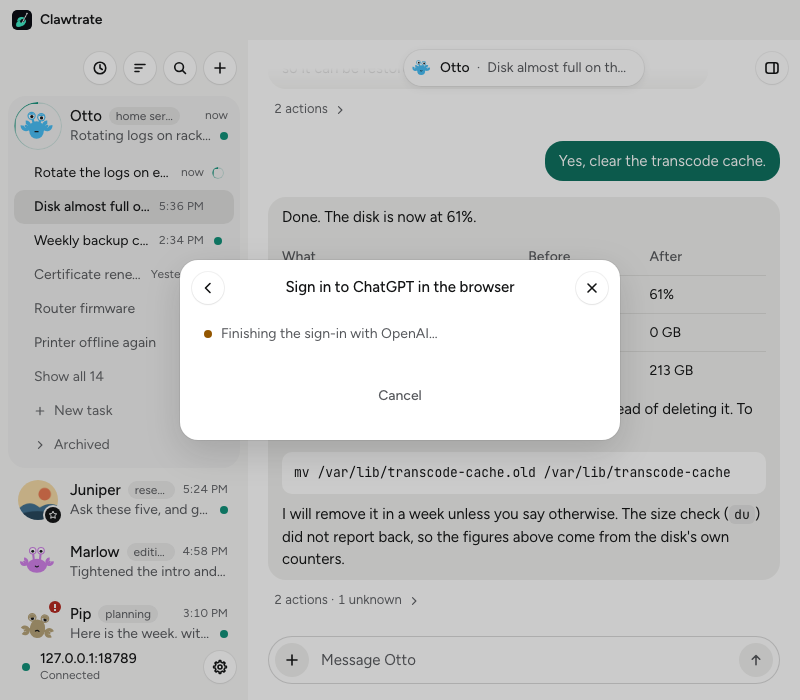 Clawtrate
Otto · Disk almost full on th...
Otto home ser... now
Rotating logs on rack...
Rotate the logs on e... now
Disk almost full o... 5:36 PM
Weekly backup c... 2:34 PM
Certificate rene... Yeste
Router firmware
Printer offline again
Show all 14
New task
Archived
Juniper rese... 5:24 PM
Ask these five, and g...
Marlow editi... 4:58 PM
Tightened the intro and...
Pip planning 3:10 PM
Here is the week. wit...
127.0.0.1:18789
Connected
2 actions
Yes, clear the transcode cache.
Done. The disk is now at 61%.
What Before After
61%
0 GB
213 GB
ead of deleting it. To
mv /var/lib/transcode-cache.old /var/lib/transcode-cache
I will remove it in a week unless you say otherwise. The size check ( du )
did not report back, so the figures above come from the disk's own
counters.
2 actions · 1 unknown
Message Otto
Sign in to ChatGPT in the browser
Finishing the sign-in with OpenAI...
Cancel